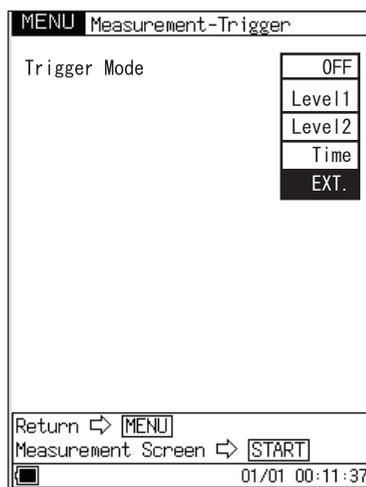 MENU Measurement-Trigger
Trigger Mode
OFF
Level1
Level2
Time
EXT.
Return ⇨ MENU
Measurement Screen ⇨ START
01/01 00:11:37